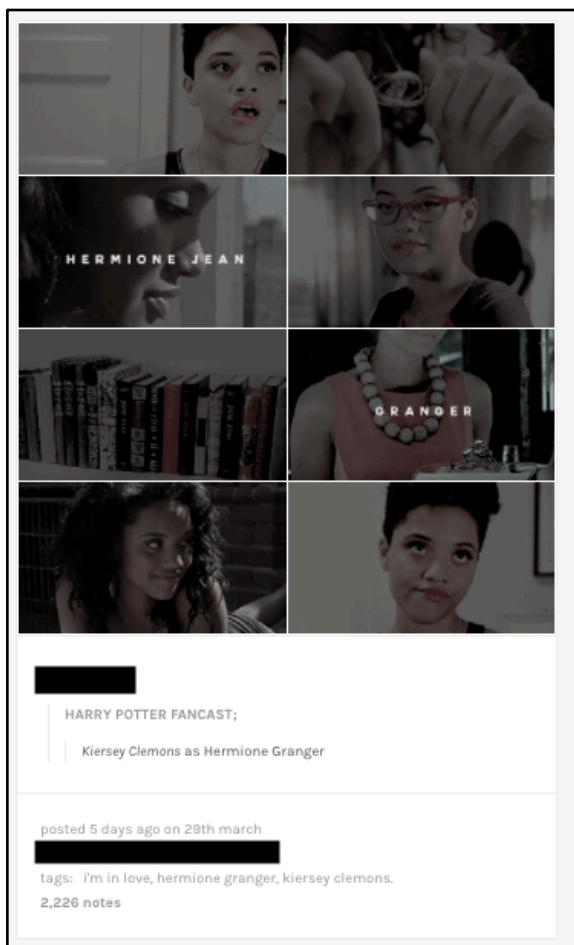 HERMIONE JEAN
GRANGER
HARRY POTTER FANCAST;
Kiersey Clemons as Hermione Granger
posted 5 days ago on 29th march
tags: i'm in love, hermione granger, kiersey clemons.
2,226 notes